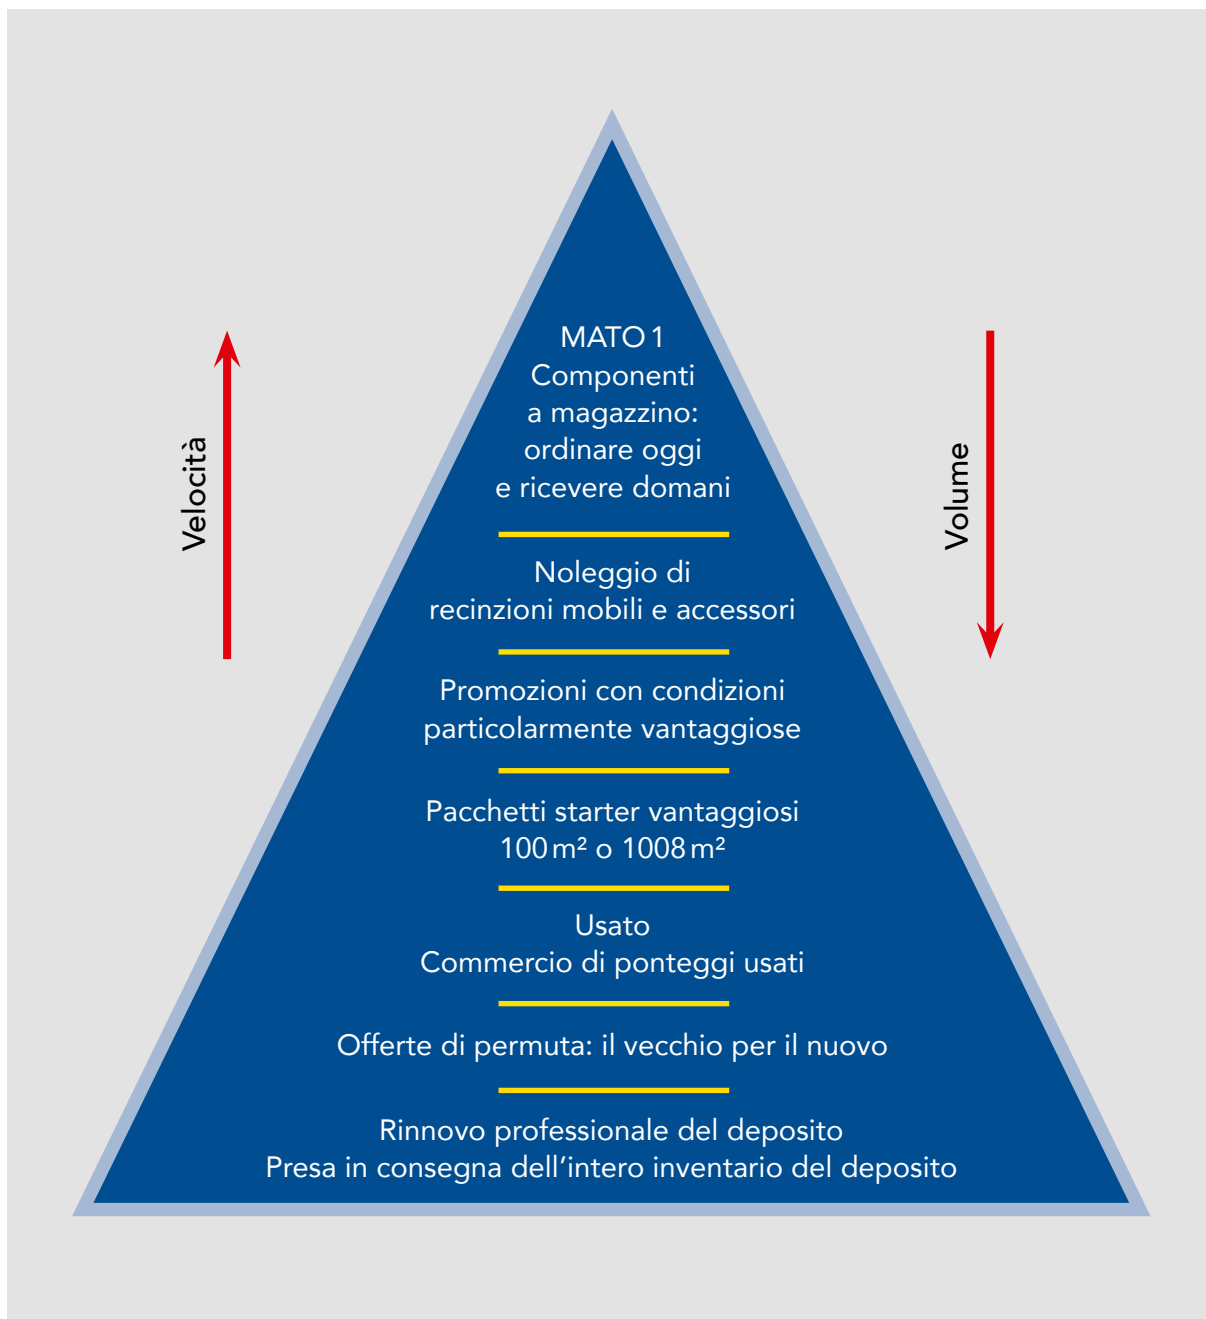 MATO 1
Componenti
a magazzino:
ordinare oggi
e ricevere domani
Velocità
Volume
Noleggio di
recinzioni mobili e accessori
Promozioni con condizioni
particolarmente vantaggiose
Pacchetti starter vantaggiosi
100 m² o 1008 m²
Usato
Commercio di ponteggi usati
Offerte di permuta: il vecchio per il nuovo
Rinnovo professionale del deposito
Presa in consegna dell’intero inventario del deposito